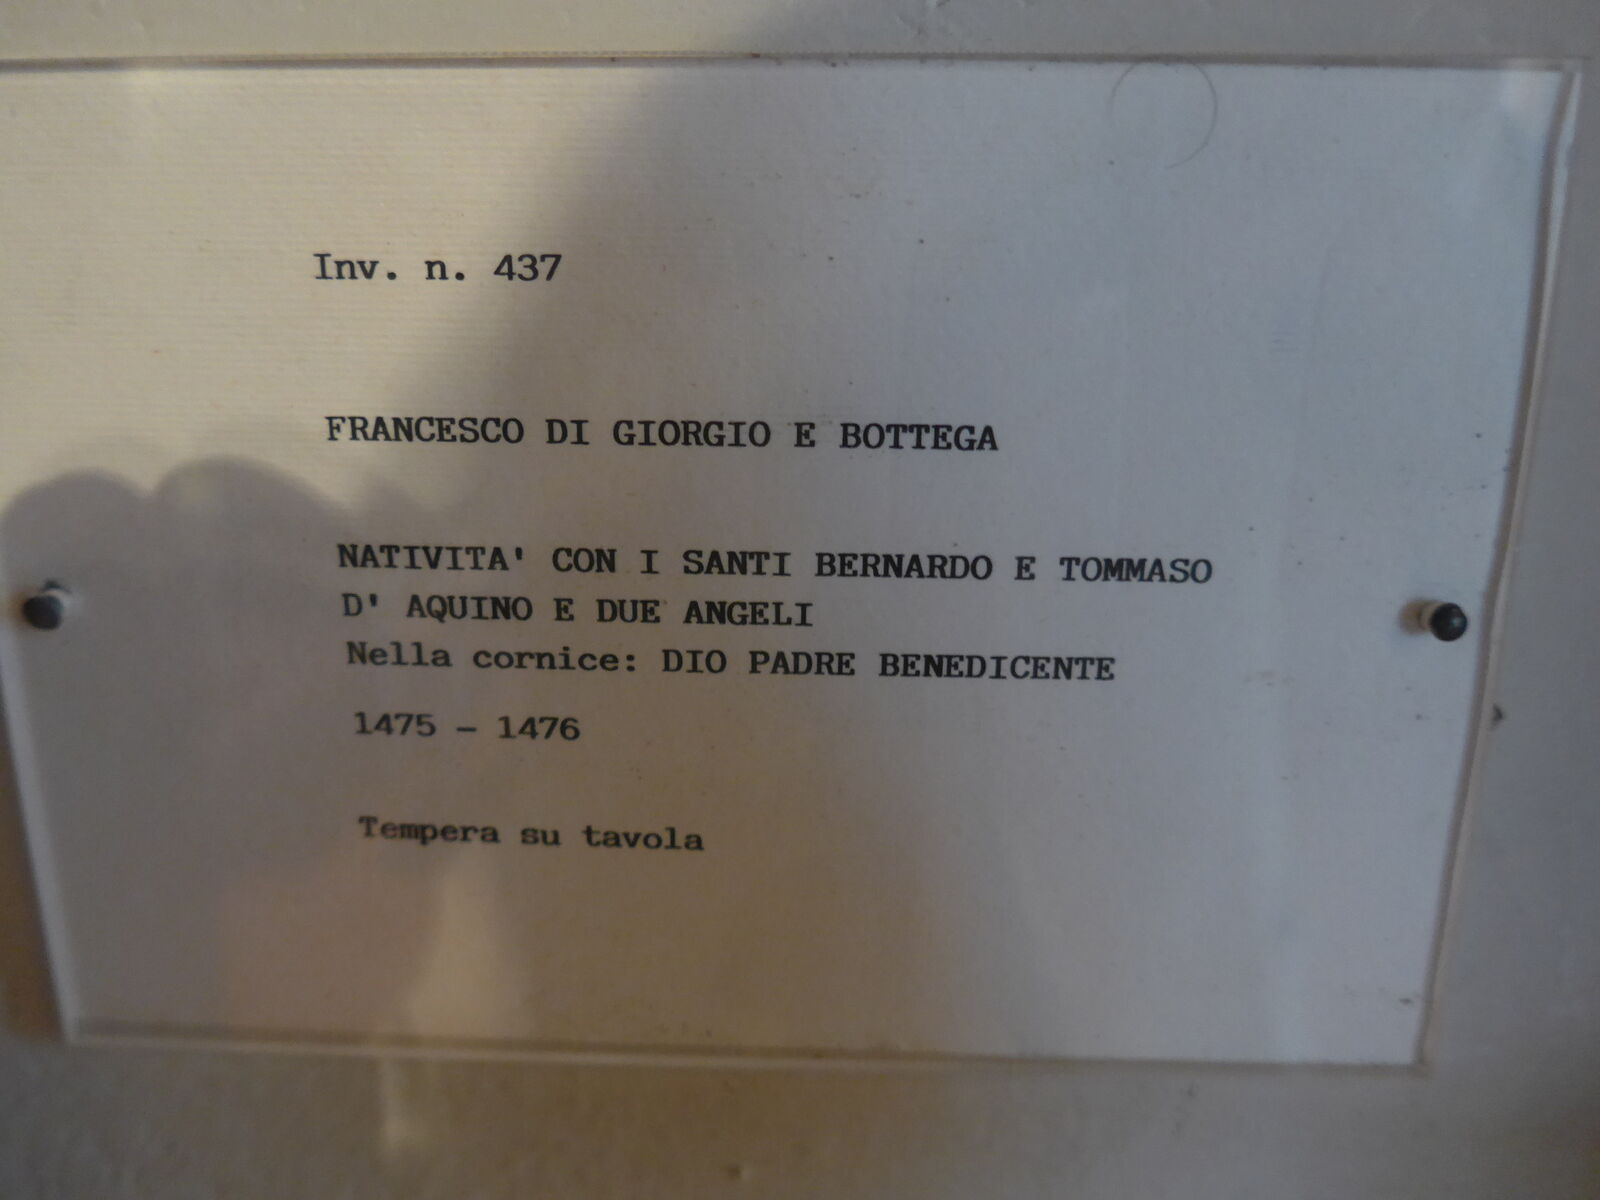 Inv. n. 437
FRANCESCO DI GIORGIO E BOTTEGA
NATIVITA' CON I SANTI BERNARDO E TOMMASO
D' AQUINO E DUE ANGELI
Nella cornice: DIO PADRE BENEDICENTE
1475 - 1476
Tempera su tavola